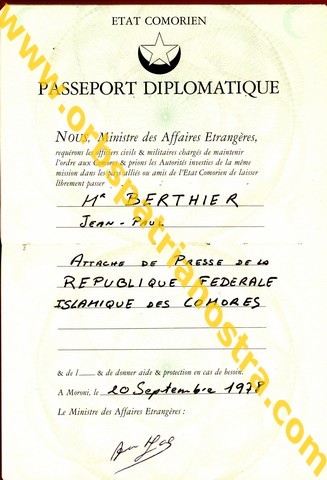 ETAT COMORIEN
PASSEPORT DIPLOMATIQUE
Nous, Ministre des Affaires Etrangères,
requérons les officiers civils & militaires chargés de maintenir
l'ordre aux Comores & prions les Autorités investies de la même
mission dans les pays alliés ou amis de l'Etat Comorien de laisser
librement passer
Mr BERTHIER
JEAN-PAUL
ATTACHE DE PRESSE DE LA
REPUBLIQUE FEDERALE
ISLAMIQUE DES COMORES
& de l & de donner aide & protection en cas de besoin.
A Moroni, le 20 Septembre 1978
Le Ministre des Affaires Etrangères :
www.orbspatrianostra.com